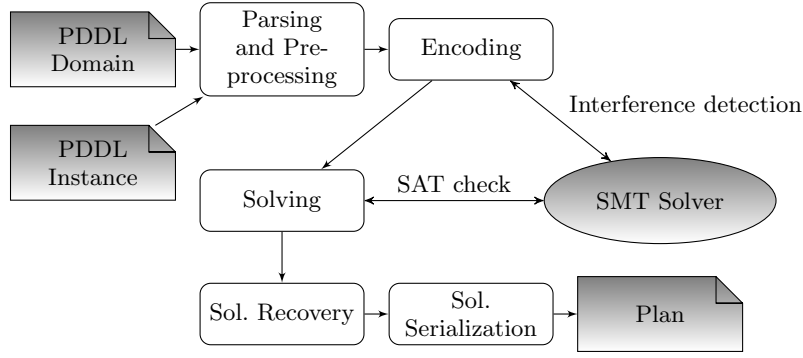 PDDL
Domain
Parsing
and Pre-
processing
Encoding
Interference detection
PDDL
Instance
Solving
SAT check
SMT Solver
Sol. Recovery
Sol.
Serialization
Plan